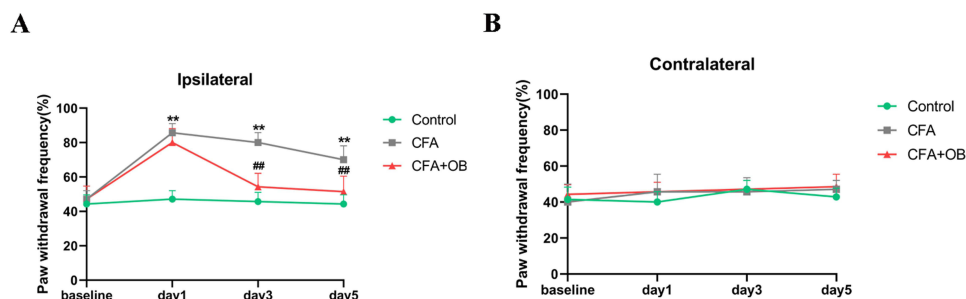 A
B
Ipsilateral
Paw withdrawal frequency(%)
100
80
60
40
20
0
baseline
day1
day3
day5
**
**
**
##
##
Control
CFA
CFA+OB
Contralateral
Paw withdrawal frequency(%)
100
80
60
40
20
0
baseline
day1
day3
day5
Control
CFA
CFA+OB